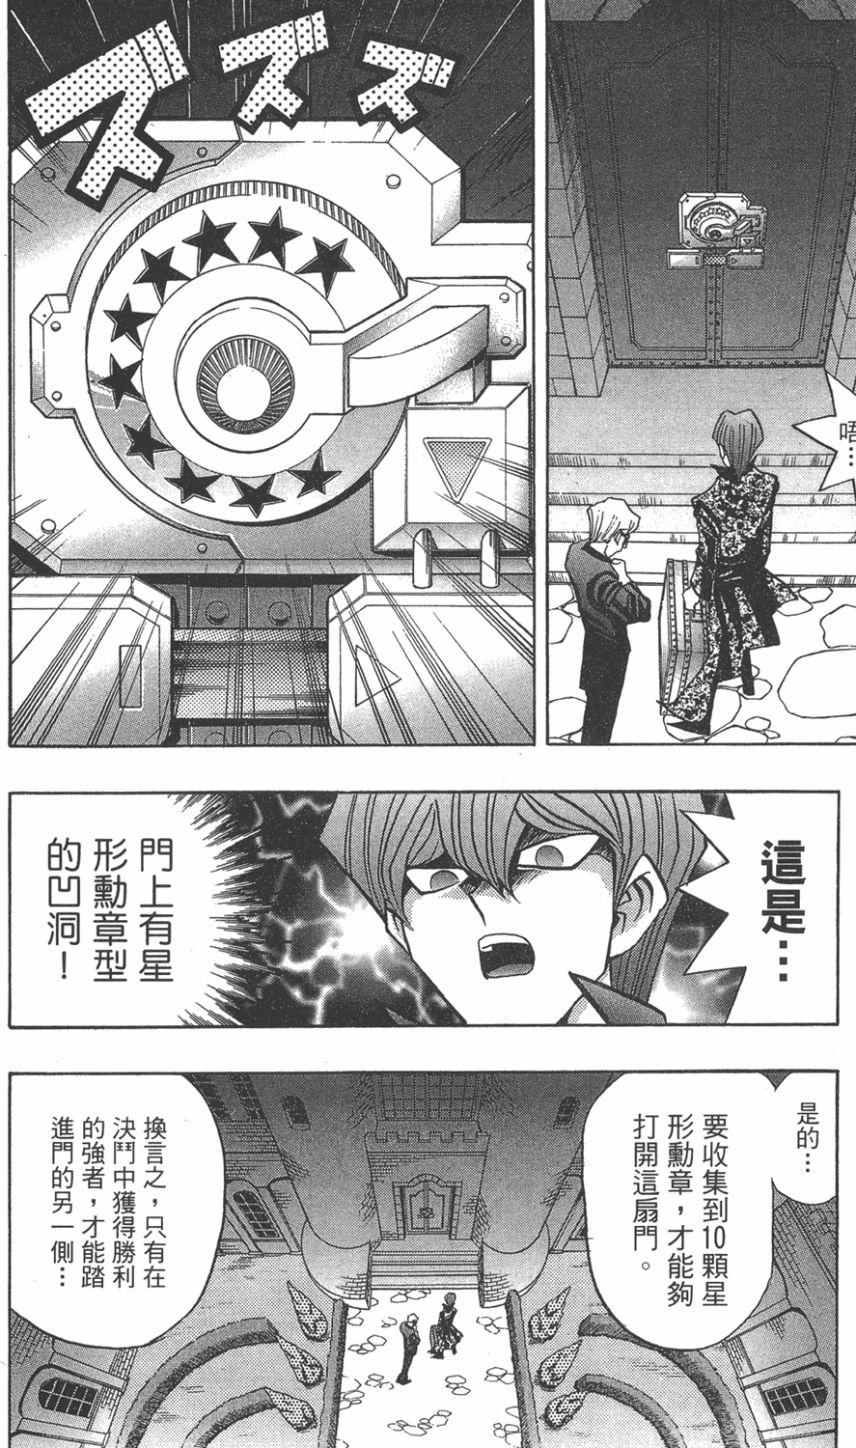 唔…
ズズズ
這是…
門上有星
形勳章型
的凹洞！
是的…
要收集到10顆星
形勳章，才能夠
打開這扇門。
換言之，只有在
決鬥中獲得勝利
的強者，才能踏
進門的另一側…